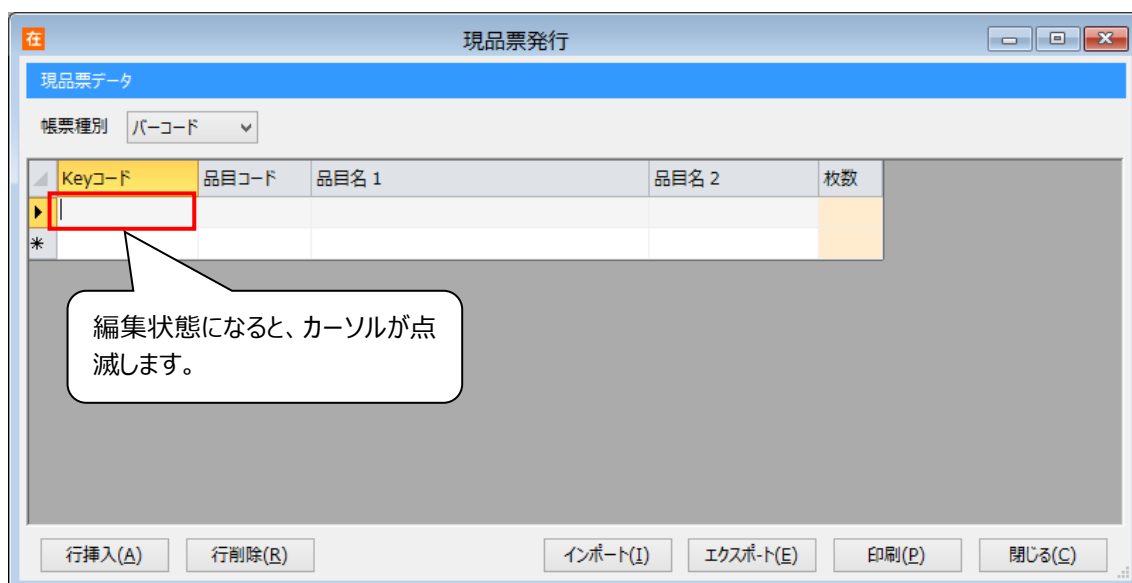 在
現品票発行
現品票データ
帳票種別 バーコード
Keyコード 品目コード 品目名 1 品目名 2 枚数
編集状態になると、カーソルが点
滅します。
行挿入(A) 行削除(R) インポート(I) エクスポート(E) 印刷(P) 閉じる(C)